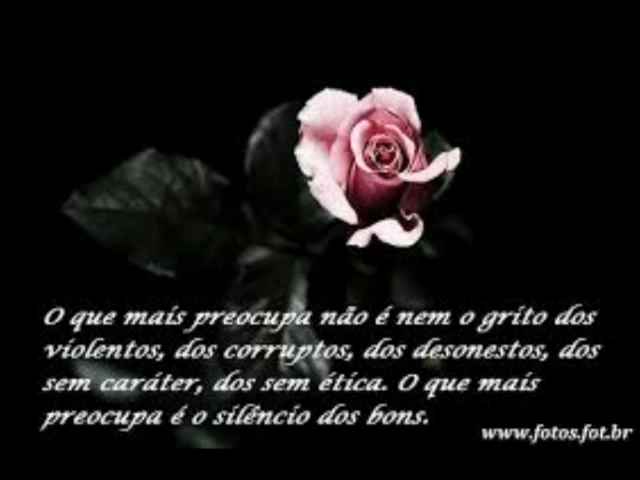 O que mais preocupa não é nem o grito dos
violentos, dos corruptos, dos desonestos, dos
sem caráter, dos sem ética. O que mais
preocupa é o silêncio dos bons.
www.fotos.fot.br